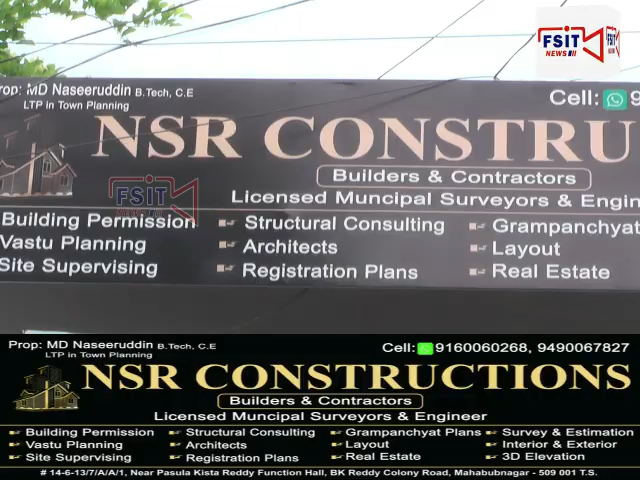 FSIT
NEWS
Prop: MD Naseeruddin B.Tech, C.E
LTP in Town Planning
Cell: 9
NSR CONSTRU
Builders & Contractors
Licensed Muncipal Surveyors & Engin
FSIT
NEWS
Building Permission
Structural Consulting
Grampanchyat
Vastu Planning
Architects
Layout
Site Supervising
Registration Plans
Real Estate
Prop: MD Naseeruddin B.Tech, C.E
LTP in Town Planning
Cell: 9160060268, 9490067827
NSR CONSTRUCTIONS
Builders & Contractors
Licensed Muncipal Surveyors & Engineer
Building Permission
Structural Consulting
Grampanchyat Plans
Survey & Estimation
Vastu Planning
Architects
Layout
Interior & Exterior
Site Supervising
Registration Plans
Real Estate
3D Elevation
# 14-6-13/7/A/A/1, Near Pasula Kista Reddy Function Hall, BK Reddy Colony Road, Mahabubnagar - 509 001 T.S.